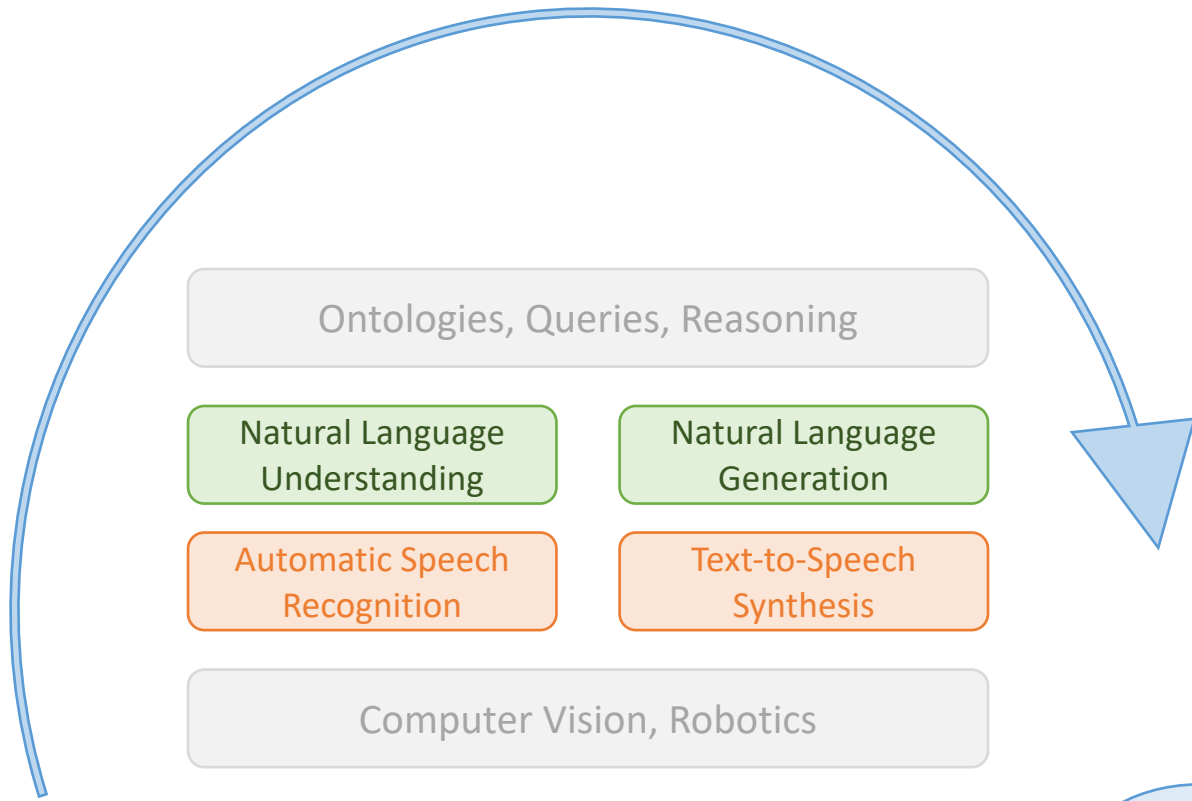 Ontologies, Queries, Reasoning
Natural Language
Understanding
Natural Language
Generation
Automatic Speech
Recognition
Text-to-Speech
Synthesis
Computer Vision, Robotics